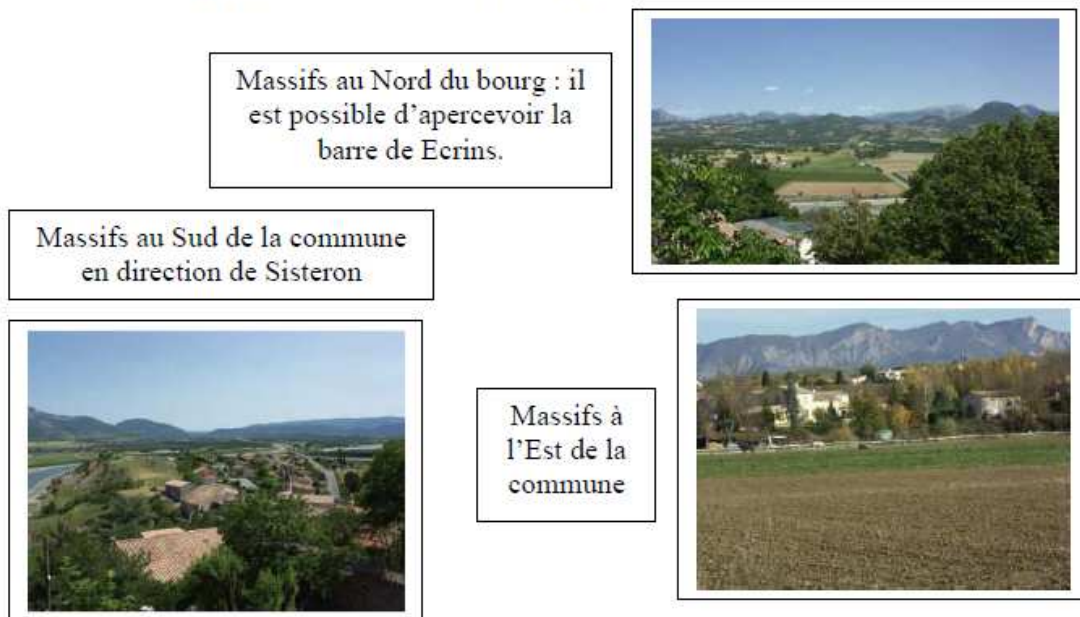 Massifs au Nord du bourg : il
est possible d'apercevoir la
barre de Ecrins.
Massifs au Sud de la commune
en direction de Sisteron
Massifs à
l'Est de la
commune